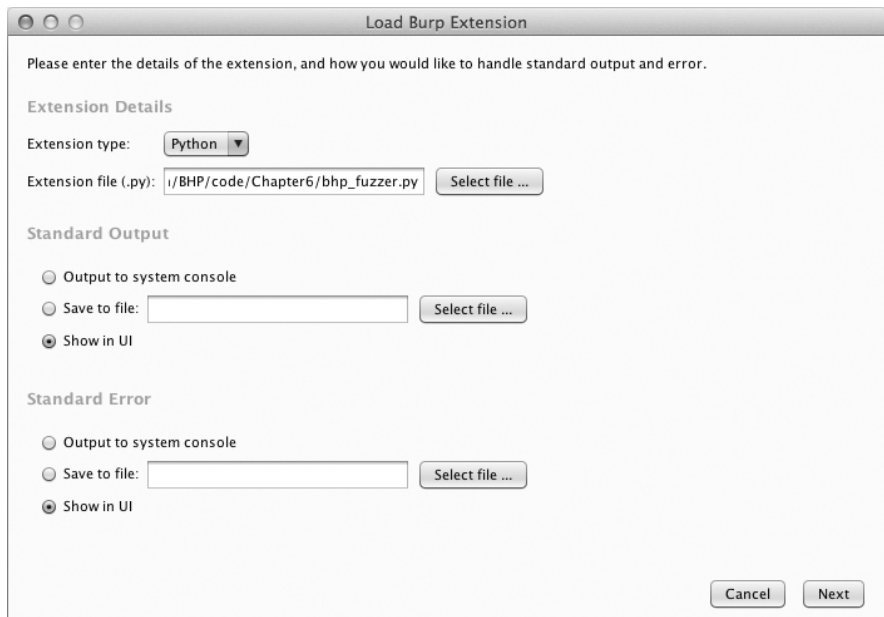 Load Burp Extension
Please enter the details of the extension, and how you would like to handle standard output and error.
Extension Details
Extension type: Python
Extension file (.py): /BHP/code/Chapter6/bhp_fuzzer.py Select file ...
Standard Output
Output to system console
Save to file: Select file ...
Show in UI
Standard Error
Output to system console
Save to file: Select file ...
Show in UI
Cancel Next